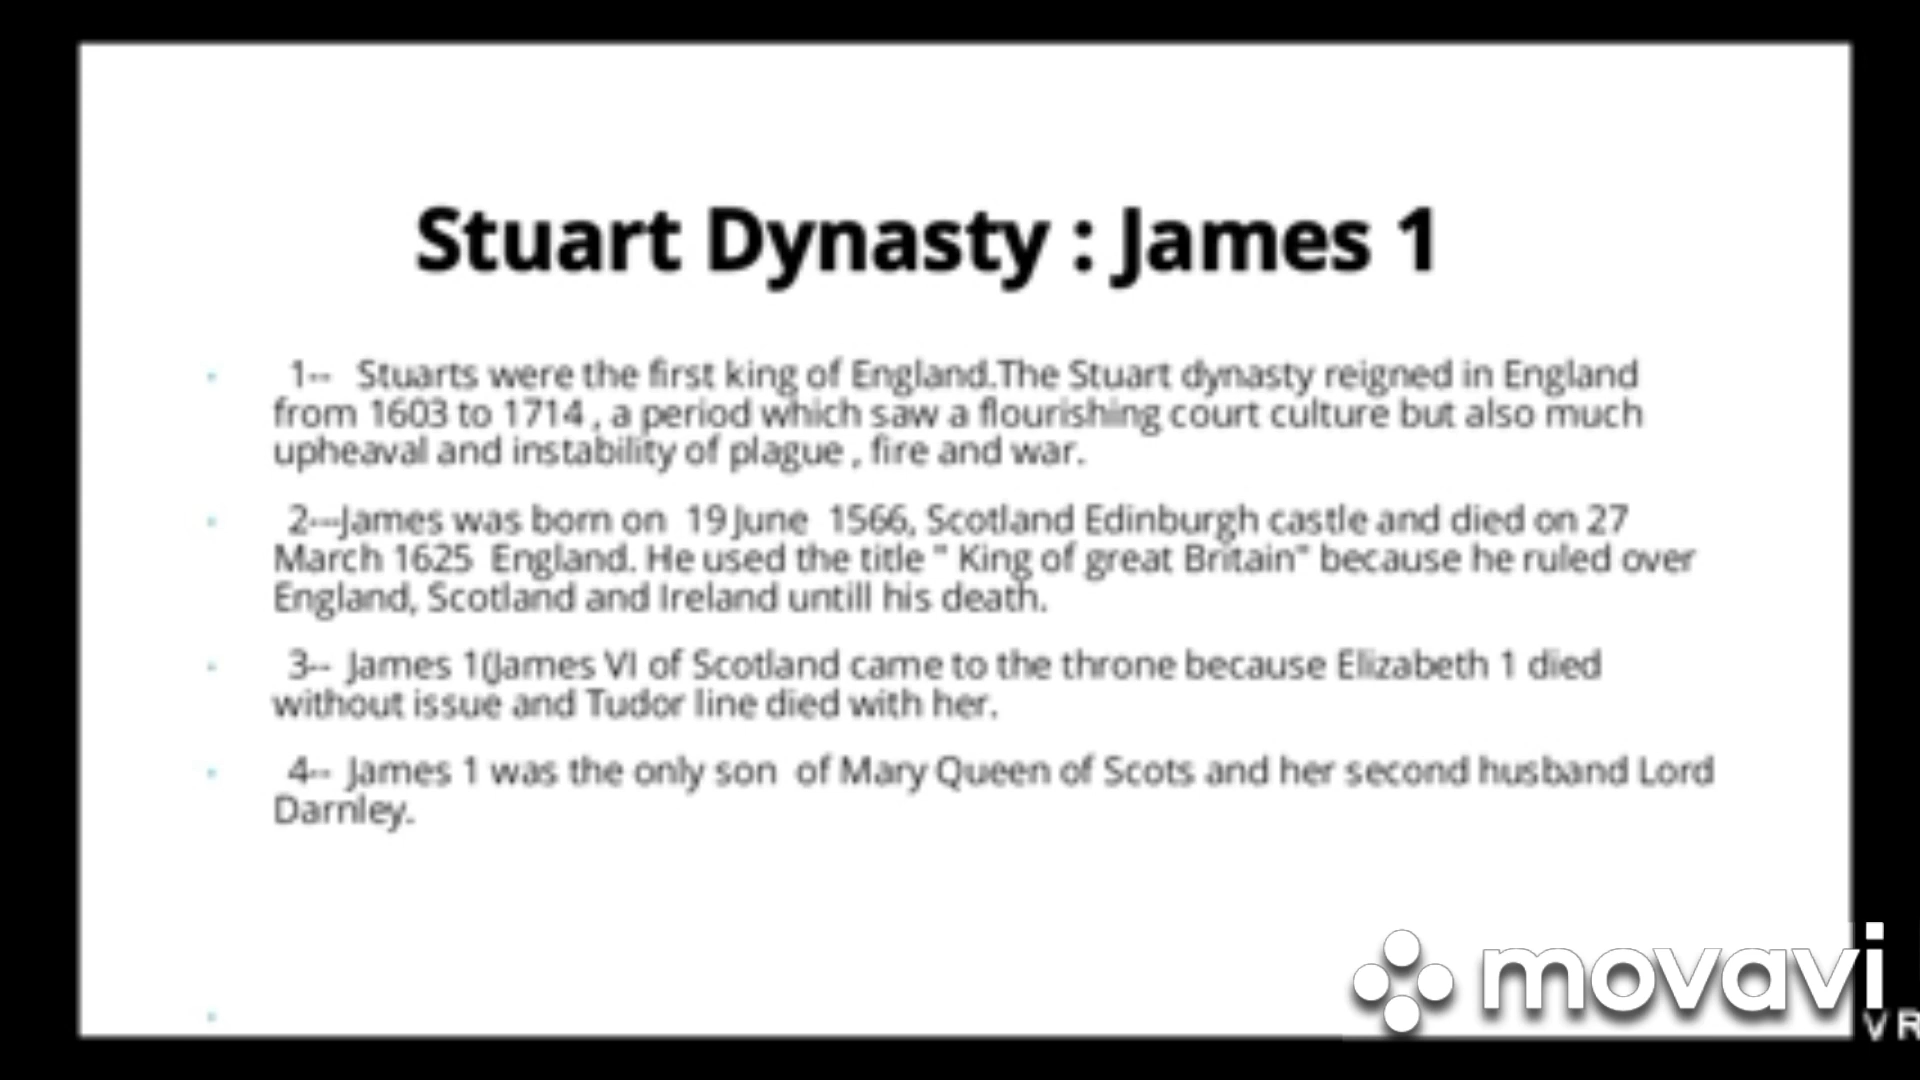 Stuart Dynasty : James 1
1-- Stuarts were the first king of England.The Stuart dynasty reigned in England
from 1603 to 1714 , a period which saw a flourishing court culture but also much
upheaval and instability of plague , fire and war.
2---James was born on 19 June 1566, Scotland Edinburgh castle and died on 27
March 1625 England. He used the title " King of great Britain" because he ruled over
England, Scotland and Ireland untill his death.
3-- James 1(James VI of Scotland came to the throne because Elizabeth 1 died
without issue and Tudor line died with her.
4-- James 1 was the only son of Mary Queen of Scots and her second husband Lord
Darnley.
movavi
VR